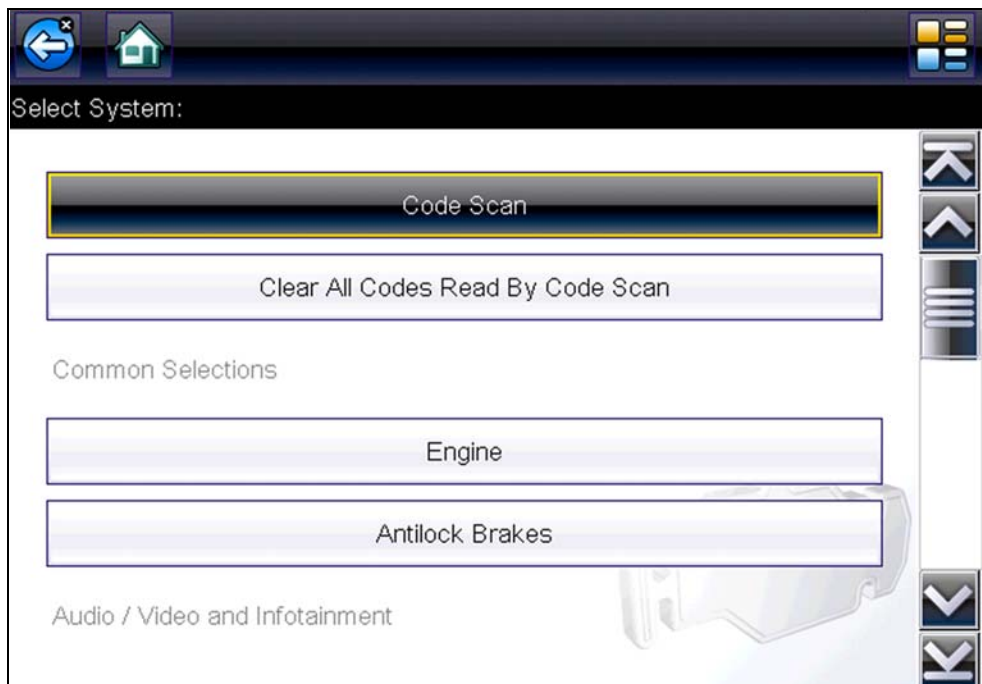 Select System:
Code Scan
Clear All Codes Read By Code Scan
Common Selections
Engine
Antilock Brakes
Audio / Video and Infotainment